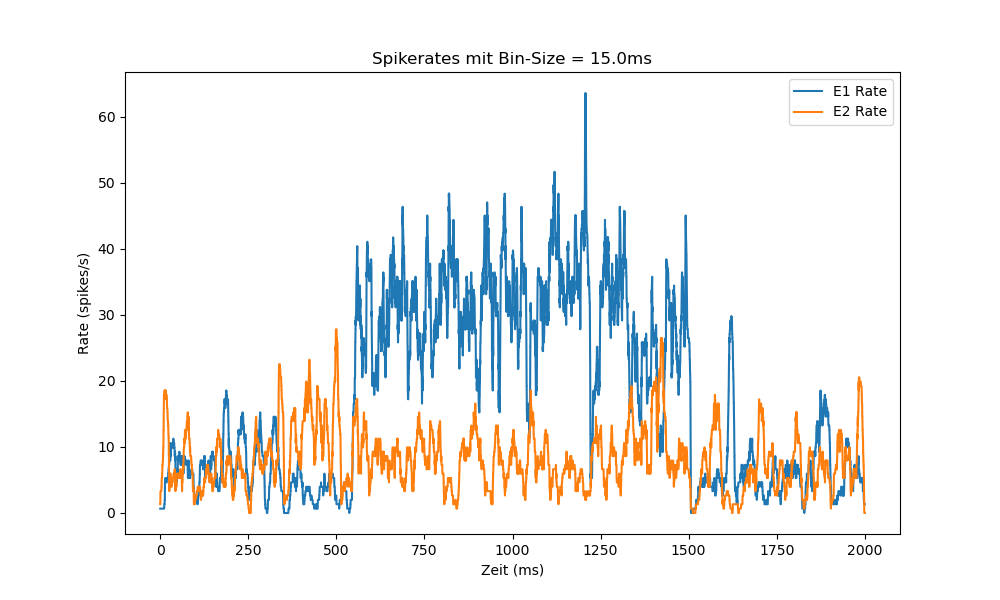 Spikerates mit Bin-Size = 15.0ms
E1 Rate
E2 Rate
60
50
40
30
20
10
0
Rate (spikes/s)
0 250 500 750 1000 1250 1500 1750 2000
Zeit (ms)